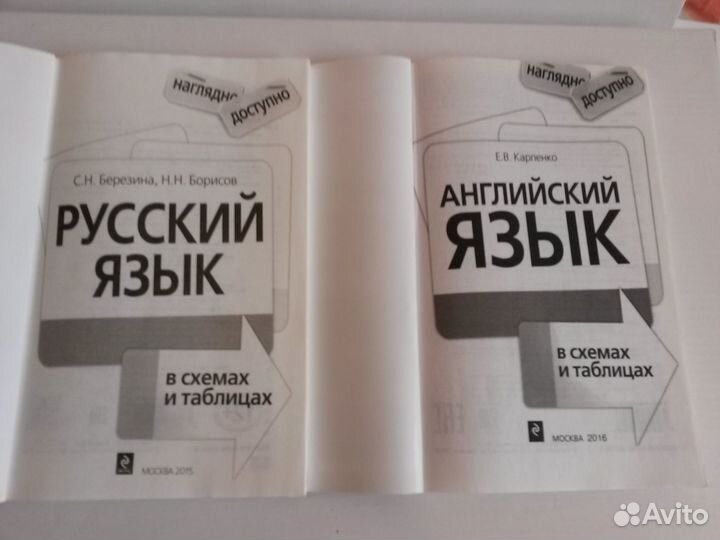 наглядно
доступно
С.Н. Березина, Н.Н. Борисов
РУССКИЙ
ЯЗЫК
в схемах
и таблицах
МОСКВА 2015
наглядно
доступно
Е.В. Карпенко
АНГЛИЙСКИЙ
ЯЗЫК
в схемах
и таблицах
МОСКВА 2016
Avito